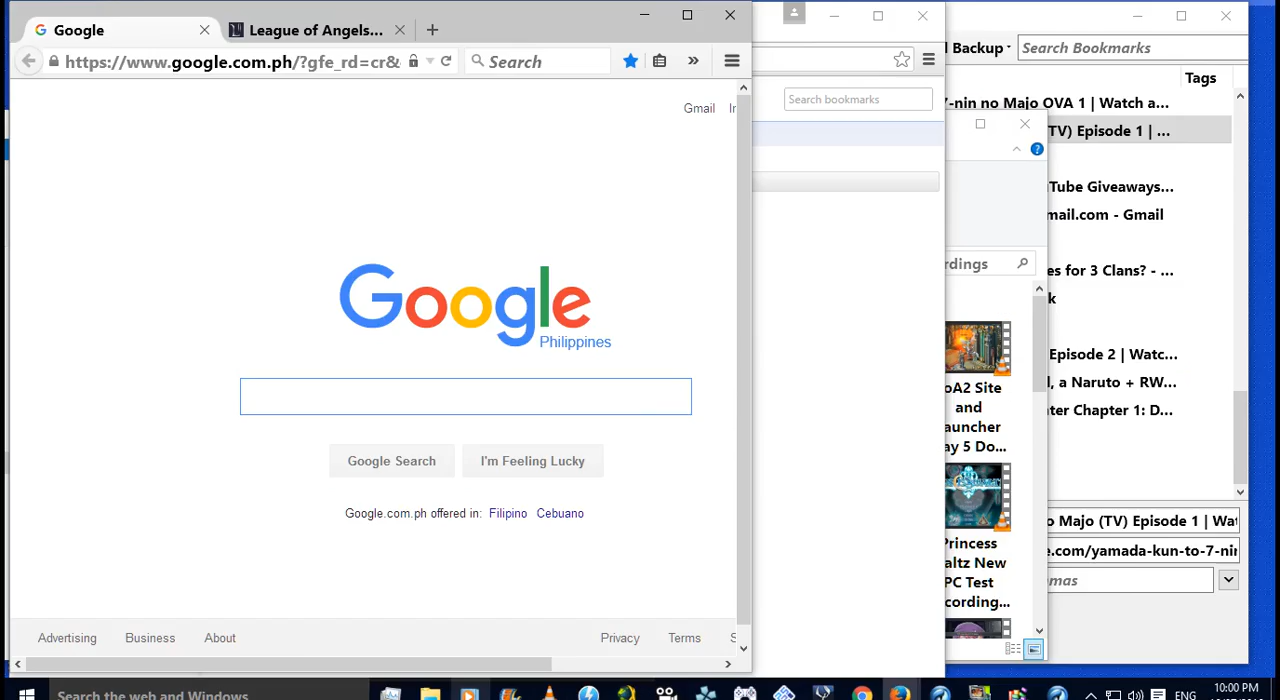 Google
League of Angels...
https://www.google.com.ph/?gfe_rd=cr&
Search
Gmail
Google
Philippines
Google Search
I'm Feeling Lucky
Google.com.ph offered in: Filipino Cebuano
Advertising Business About Privacy Terms S
Search bookmarks
Backup
Search Bookmarks
Tags
7-nin no Majo OVA 1 | Watch a...
TV) Episode 1 | ...
uTube Giveaways...
mail.com - Gmail
es for 3 Clans? - ...
k
Episode 2 | Watc...
l, a Naruto + RW...
ter Chapter 1: D...
rdings
oA2 Site
and
auncher
ay 5 Do...
Princess
altz New
PC Test
cording...
o Majo (TV) Episode 1 | Wat
e.com/yamada-kun-to-7-nin
mas
Search the web and Windows
ENG
10:00 PM